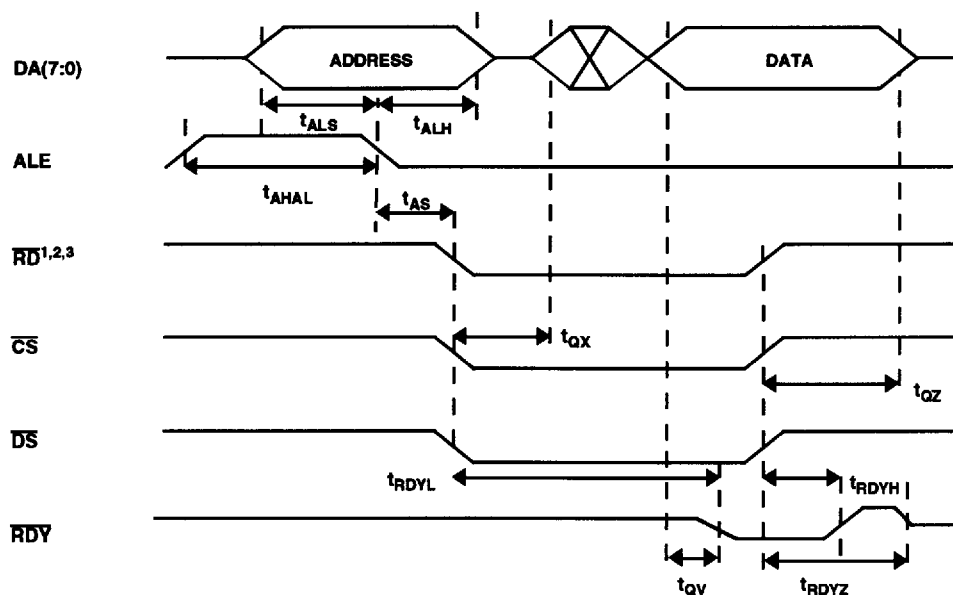 DA(7:0)
ADDRESS
DATA
tALS
tALH
ALE
tAHAL
tAS
RD1,2,3
tQX
CS
tQZ
DS
tRDYL
tRDYH
RDY
tQV
tRDYZ